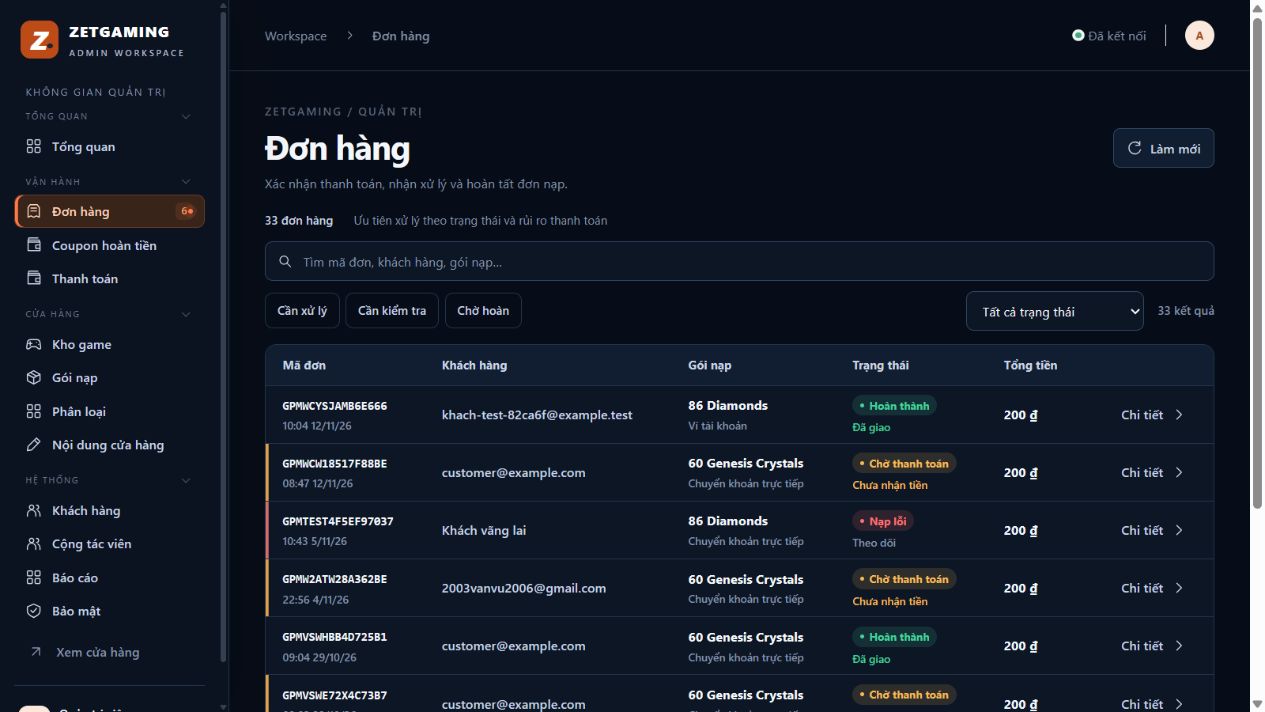 ZETGAMING
ADMIN WORKSPACE
KHÔNG GIAN QUẢN TRỊ
TỔNG QUAN
Tổng quan
VẬN HÀNH
Đơn hàng 6
Coupon hoàn tiền
Thanh toán
CỬA HÀNG
Kho game
Gói nạp
Phân loại
Nội dung cửa hàng
HỆ THỐNG
Khách hàng
Cộng tác viên
Báo cáo
Bảo mật
Xem cửa hàng
Workspace > Đơn hàng
Đã kết nối
A
ZETGAMING / QUẢN TRỊ
Đơn hàng
Làm mới
Xác nhận thanh toán, nhận xử lý và hoàn tất đơn nạp.
33 đơn hàng Ưu tiên xử lý theo trạng thái và rủi ro thanh toán
Tìm mã đơn, khách hàng, gói nạp...
Cần xử lý Cần kiểm tra Chờ hoàn Tất cả trạng thái 33 kết quả
Mã đơn Khách hàng Gói nạp Trạng thái Tổng tiền
GPMWCYSJAMB6E666
10:04 12/11/26
khach-test-82ca6f@example.test
86 Diamonds
Ví tài khoản
• Hoàn thành
Đã giao
200 ₫
Chi tiết
GPMWCW18517F88BE
08:47 12/11/26
customer@example.com
60 Genesis Crystals
Chuyển khoản trực tiếp
• Chờ thanh toán
Chưa nhận tiền
200 ₫
Chi tiết
GPMTEST4F5EF97037
10:43 5/11/26
Khách vãng lai
86 Diamonds
Chuyển khoản trực tiếp
• Nạp lỗi
Theo dõi
200 ₫
Chi tiết
GPMW2ATW28A362BE
22:56 4/11/26
2003vanvu2006@gmail.com
60 Genesis Crystals
Chuyển khoản trực tiếp
• Chờ thanh toán
Chưa nhận tiền
200 ₫
Chi tiết
GPMVSWHBB4D725B1
09:04 29/10/26
customer@example.com
60 Genesis Crystals
Chuyển khoản trực tiếp
• Hoàn thành
Đã giao
200 ₫
Chi tiết
GPMVSWE72X4C73B7
customer@example.com
60 Genesis Crystals
• Chờ thanh toán
200 ₫
Chi tiết